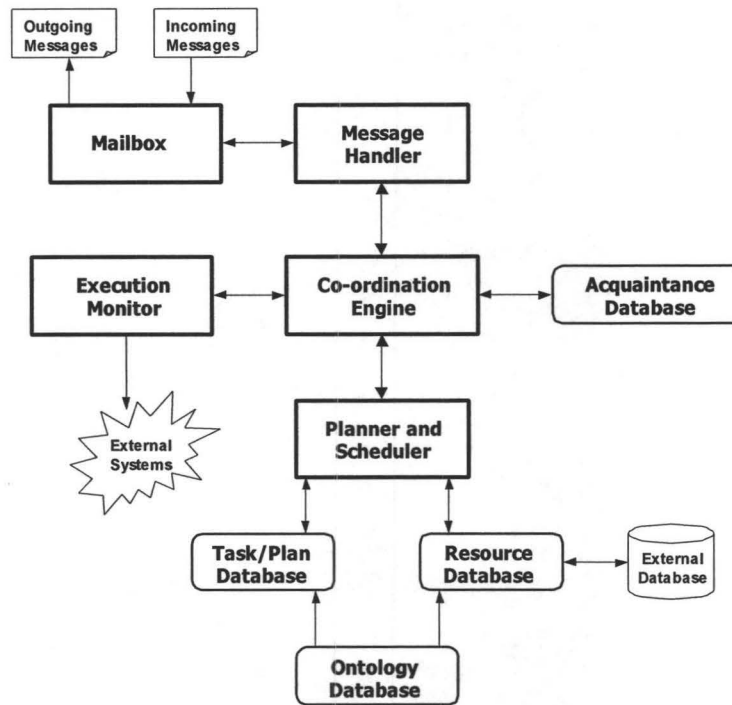 Outgoing
Messages
Incoming
Messages
Mailbox
Message
Handler
Execution
Monitor
Co-ordination
Engine
Acquaintance
Database
External
Systems
Planner and
Scheduler
Task/Plan
Database
Resource
Database
External
Database
Ontology
Database